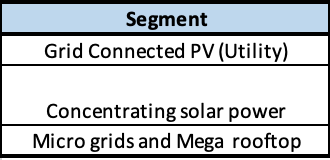 Segment
Grid Connected PV (Utility)
Concentrating solar power
Micro grids and Mega rooftop